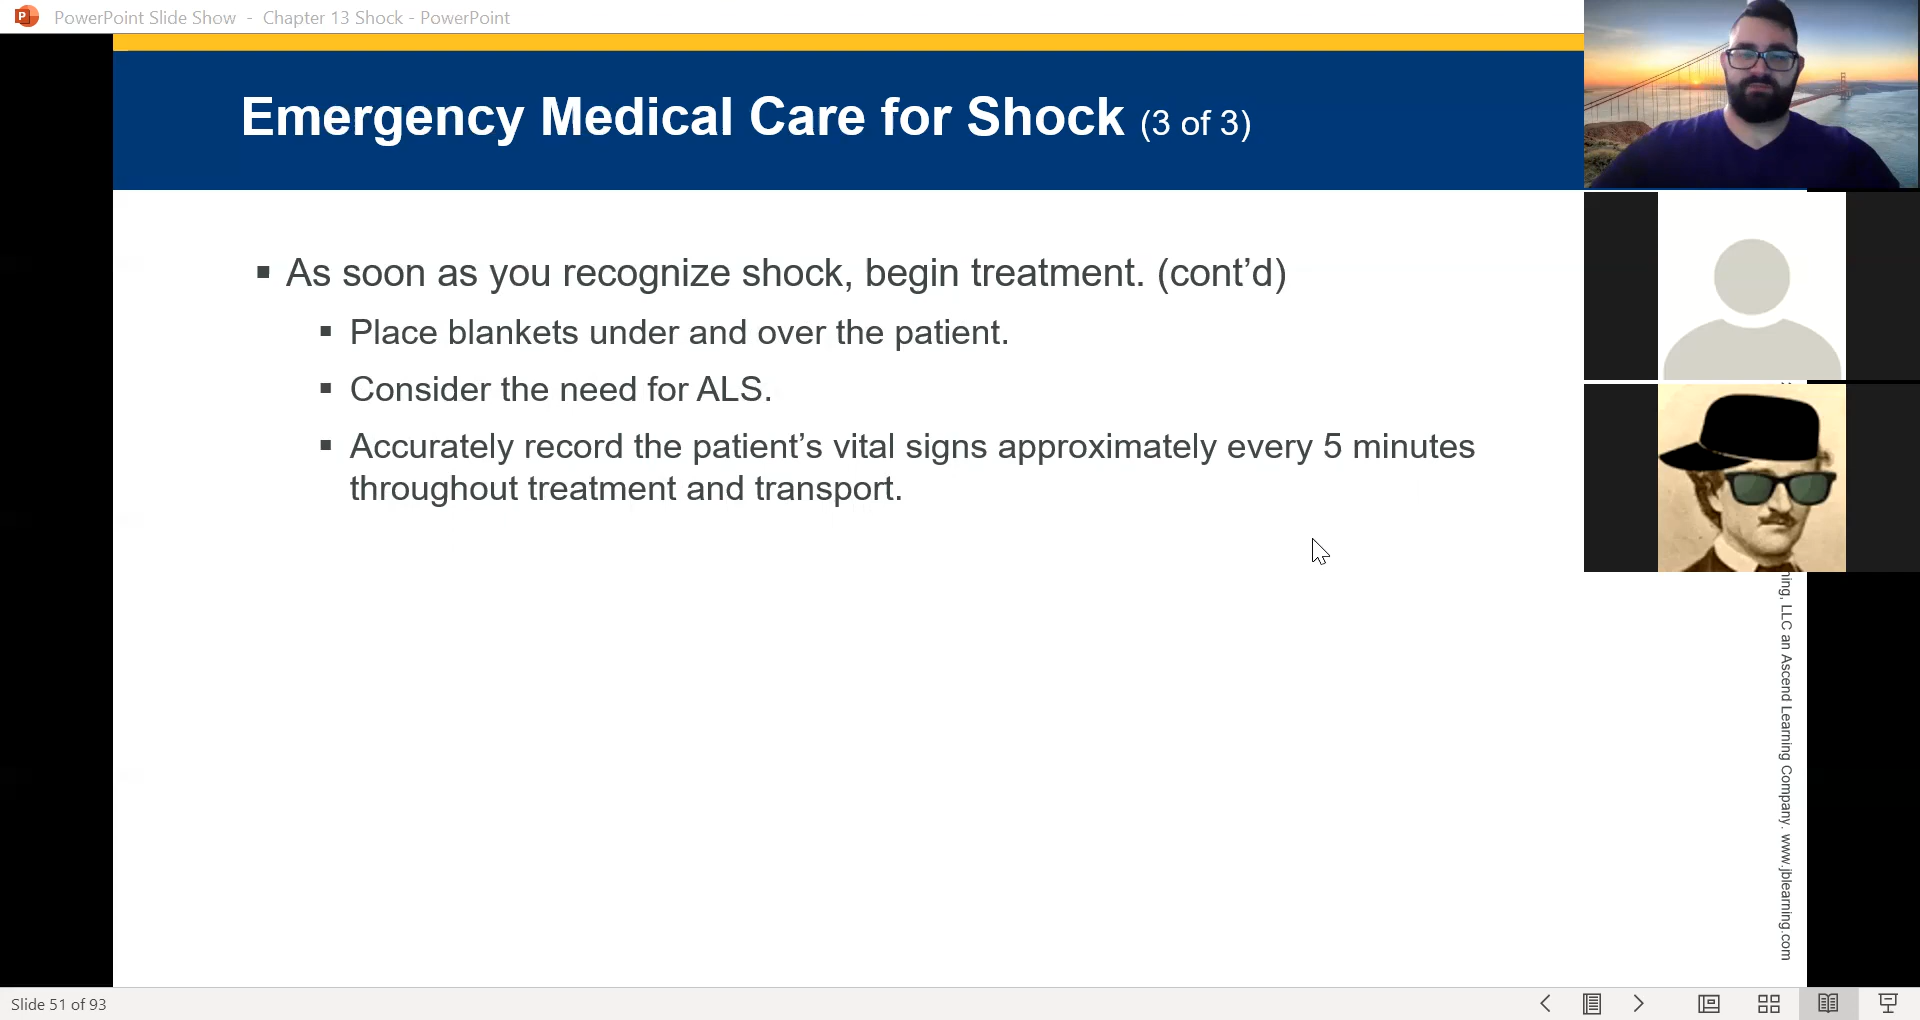 PowerPoint Slide Show - Chapter 13 Shock - PowerPoint
Emergency Medical Care for Shock (3 of 3)
▪ As soon as you recognize shock, begin treatment. (cont’d)
▪ Place blankets under and over the patient.
▪ Consider the need for ALS.
▪ Accurately record the patient’s vital signs approximately every 5 minutes
throughout treatment and transport.
LLC an Ascend Learning Company. www.jblearning.com
Slide 51 of 93